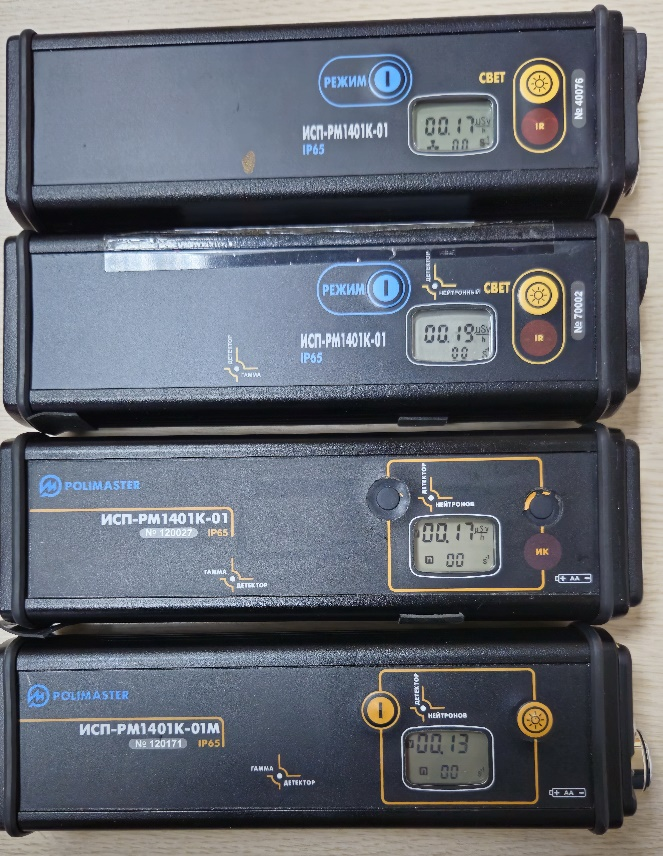 РЕЖИМ
СВЕТ
ИСП-РМ1401К-01
IP65
00.17 µSv
h
00
IR
№ 40076
ДЕТЕКТОР
НЕЙТРОННЫЙ
РЕЖИМ
СВЕТ
ИСП-РМ1401К-01
IP65
00.19 µSv
h
00 s⁻¹
IR
№ 70002
ДЕТЕКТОР
ГАММА
POLIMASTER
ИСП-РМ1401К-01
№ 120027 IP65
ГАММА
ДЕТЕКТОР
ДЕТЕКТОР
НЕЙТРОНОВ
00.17 µSv
h
n 00 s⁻¹
ИК
+ AA −
POLIMASTER
ИСП-РМ1401К-01М
№ 120171 IP65
ГАММА
ДЕТЕКТОР
ДЕТЕКТОР
НЕЙТРОНОВ
00.13
n 00
+ AA −